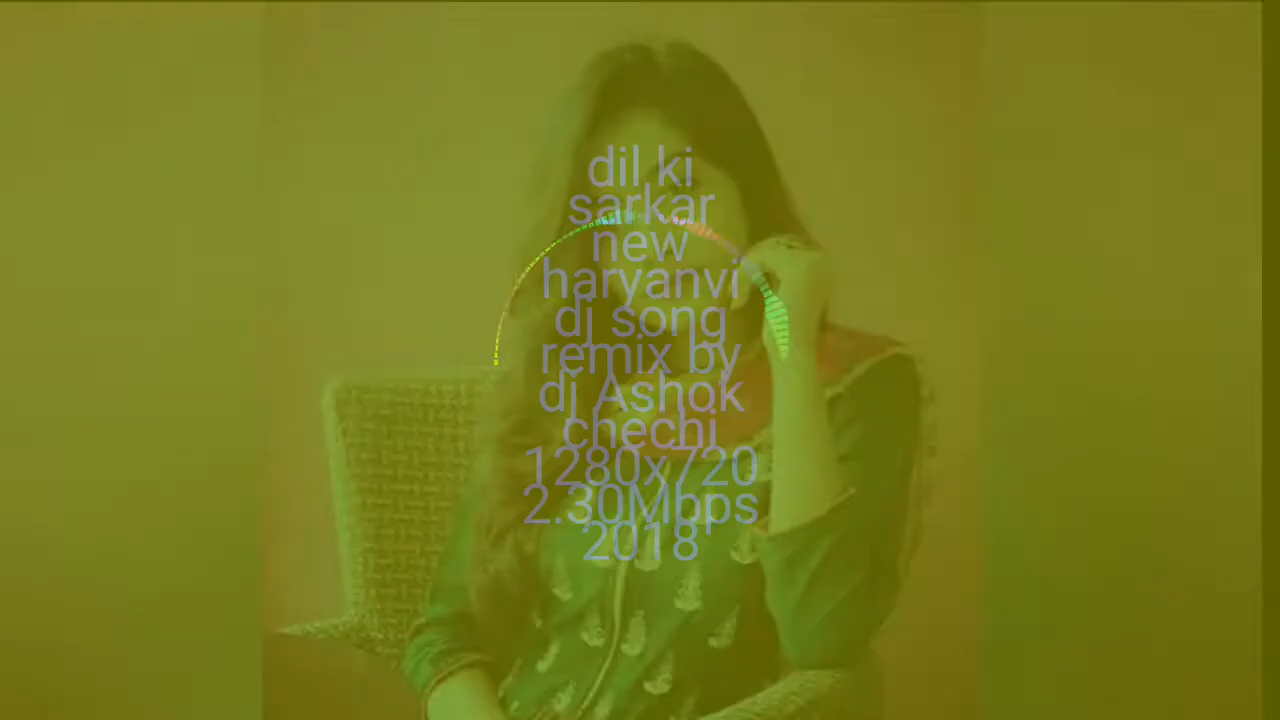 dil ki
sarkar
new
haryanvi
dj song
remix by
dj Ashok
chechi
1280x720
2.30Mbps
2018